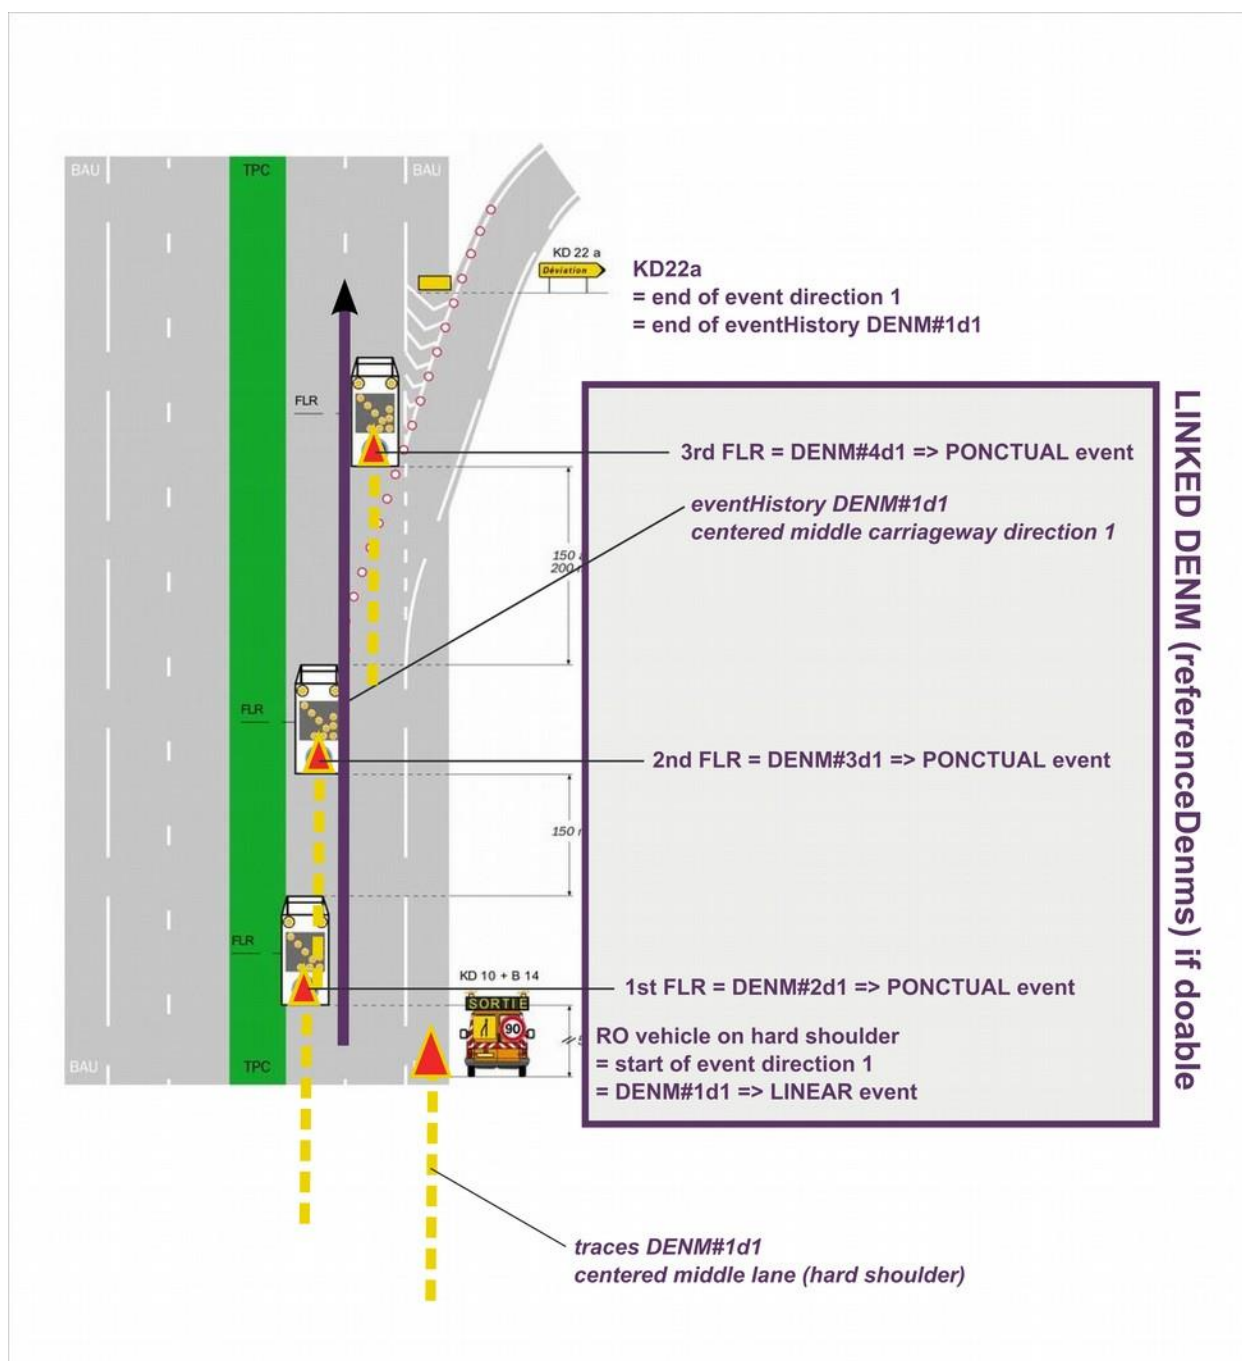 BAU
TPC
BAU
KD 22 a
Déviation
KD22a
= end of event direction 1
= end of eventHistory DENM#1d1
FLR
3rd FLR = DENM#4d1 => PONCTUAL event
eventHistory DENM#1d1
centered middle carriageway direction 1
150
200
LINKED DENM (referenceDenms) if doable
FLR
2nd FLR = DENM#3d1 => PONCTUAL event
150
FLR
KD 10 + B 14
SORTIE
90
1st FLR = DENM#2d1 => PONCTUAL event
RO vehicle on hard shoulder
= start of event direction 1
= DENM#1d1 => LINEAR event
BAU
TPC
traces DENM#1d1
centered middle lane (hard shoulder)